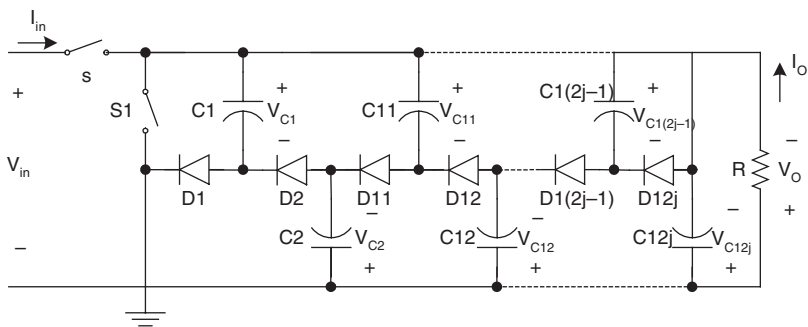 I_in
s
+
V_in
–
S1
C1
+
V_C1
–
D1
D2
C2
–
V_C2
+
C11
+
V_C11
–
D11
D12
C12
–
V_C12
+
C1(2j–1)
+
V_C1(2j–1)
–
D1(2j–1)
D12j
C12j
–
V_C12j
+
R
I_O
–
V_O
+